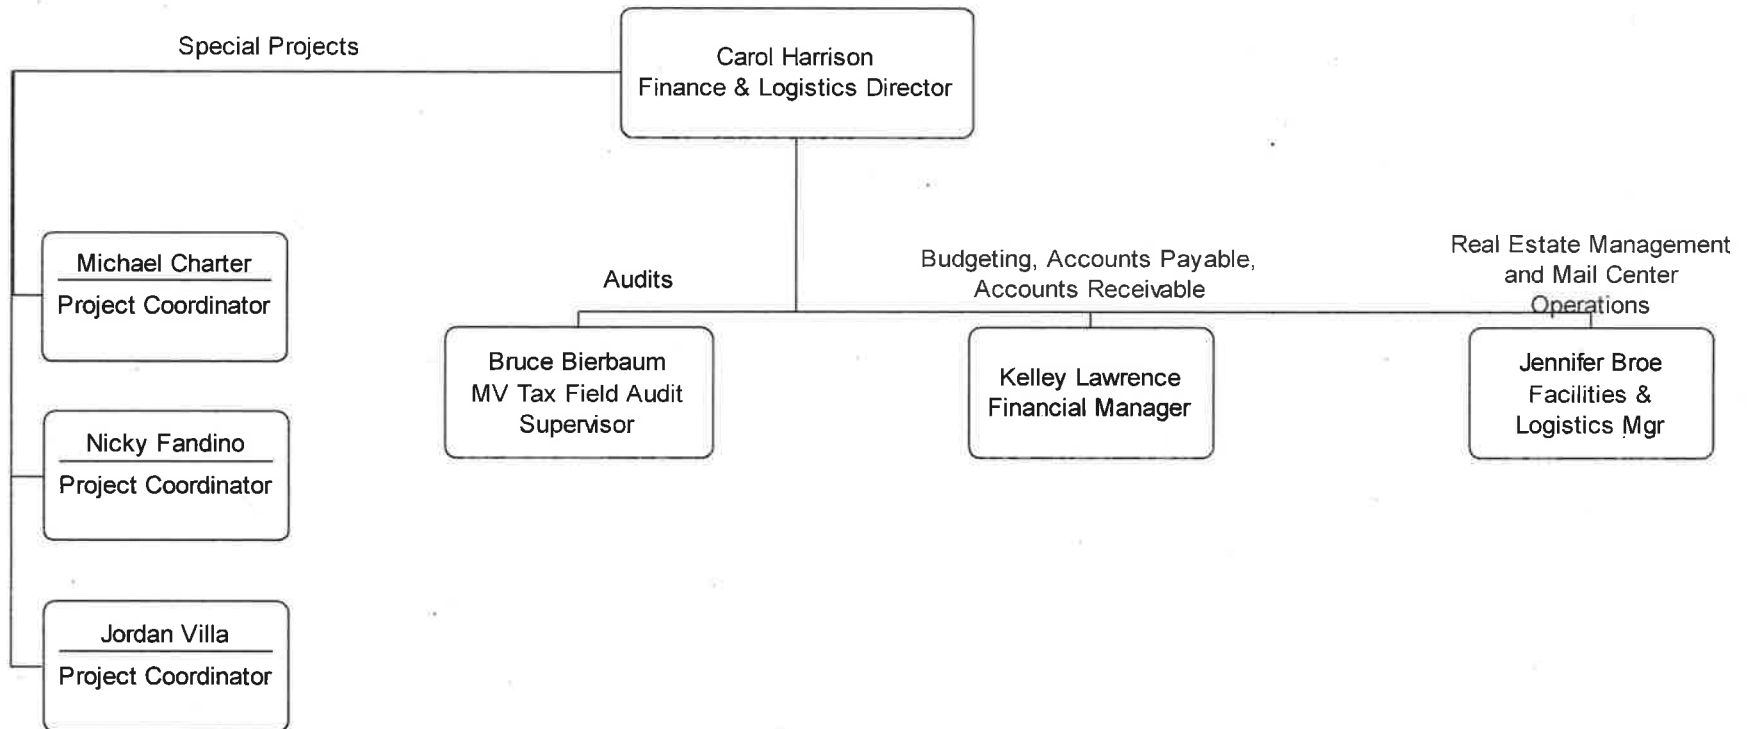 Special Projects
Carol Harrison
Finance & Logistics Director
Michael Charter
Project Coordinator
Nicky Fandino
Project Coordinator
Jordan Villa
Project Coordinator
Audits
Bruce Bierbaum
MV Tax Field Audit
Supervisor
Budgeting, Accounts Payable,
Accounts Receivable
Kelley Lawrence
Financial Manager
Real Estate Management
and Mail Center
Operations
Jennifer Broe
Facilities &
Logistics Mgr